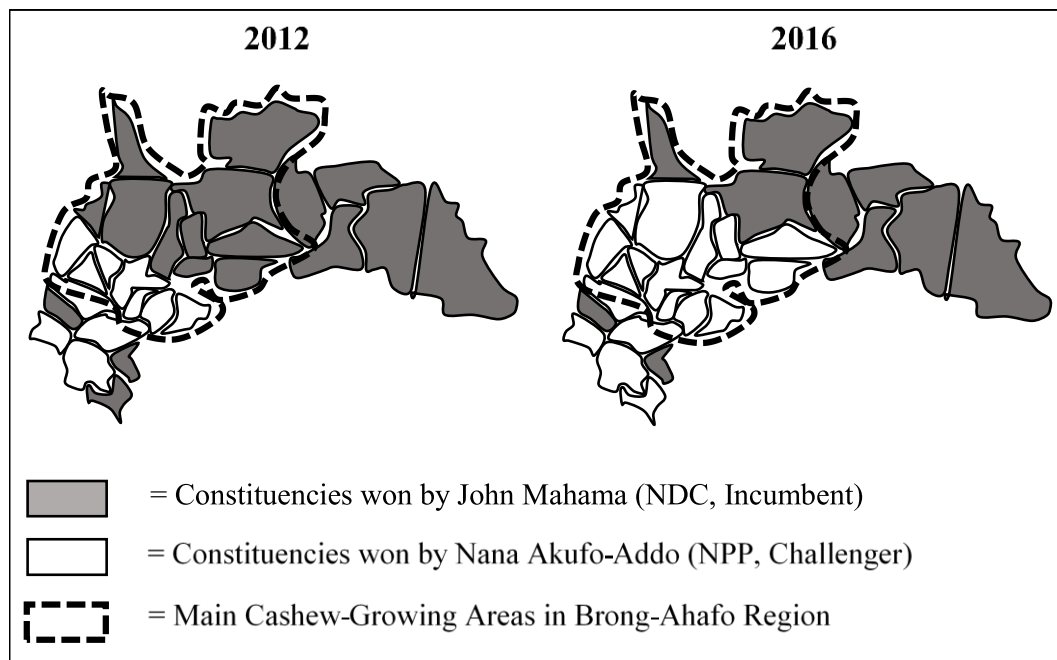 2012
2016
= Constituencies won by John Mahama (NDC, Incumbent)
= Constituencies won by Nana Akufo-Addo (NPP, Challenger)
= Main Cashew-Growing Areas in Brong-Ahafo Region